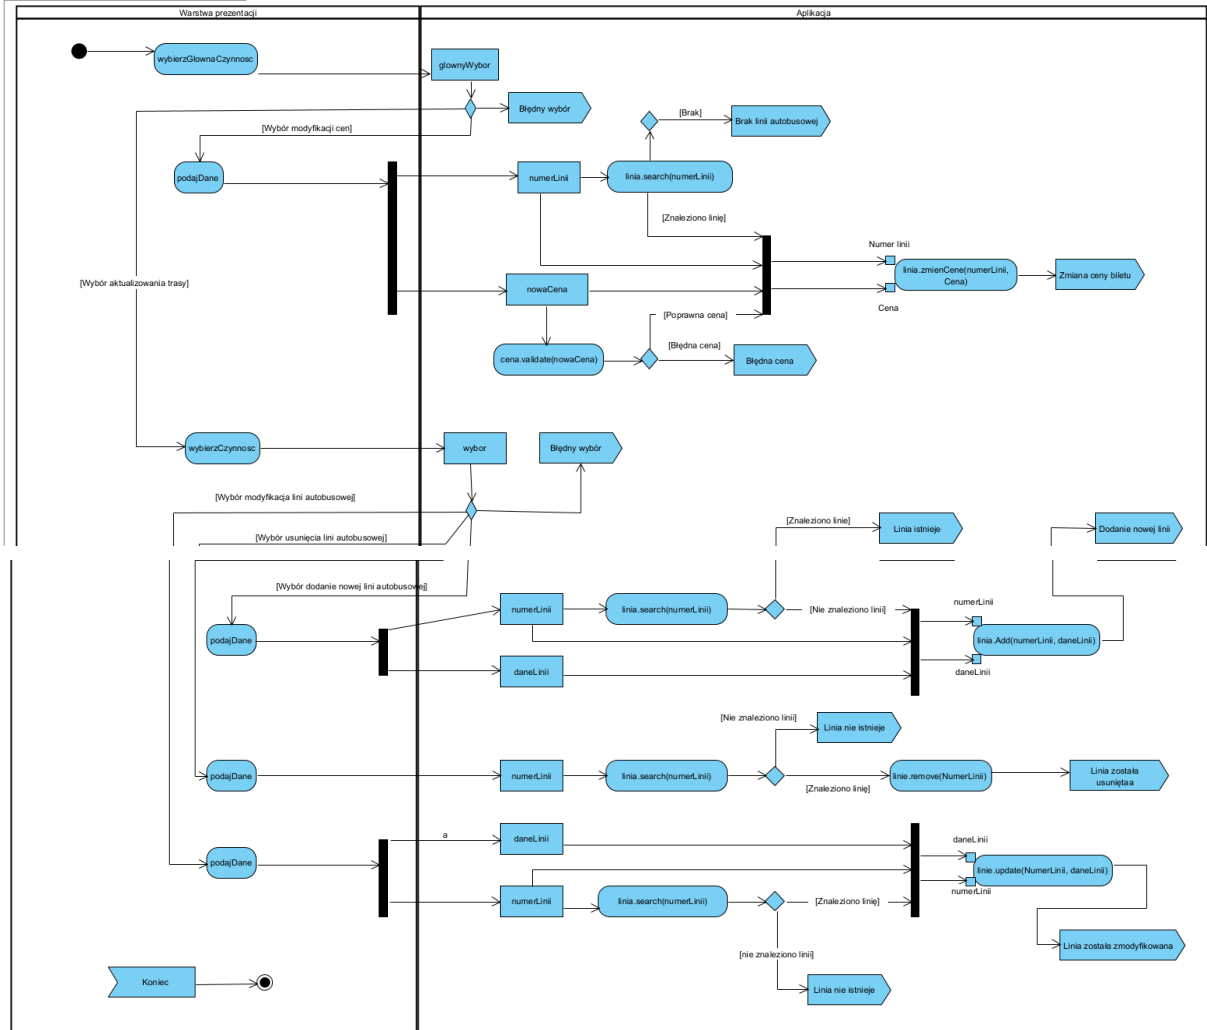 Warstwa prezentacji
Aplikacja
wybierzGlownaCzynnosc
glownyWybor
Błędny wybór
[Brak]
Brak linii autobusowej
[Wybór modyfikacji cen]
podajDane
numerLinii
linia.search(numerLinii)
[Znaleziono linię]
Numer linii
linia.zmienCene(numerLinii,
Cena)
Zmiana ceny biletu
[Wybór aktualizowania trasy]
nowaCena
Cena
[Poprawna cena]
[Błędna cena]
cena.validate(nowaCena)
Błędna cena
wybierzCzynnosc
wybor
Błędny wybór
[Wybór modyfikacja lini autobusowej]
[Znaleziono linie]
Linia istnieje
Dodanie nowej linii
[Wybór usunięcia lini autobusowej]
[Wybór dodanie nowej lini autobusowej]
numerLinii
linia.search(numerLinii)
[Nie znaleziono linii]
numerLinii
podajDane
linia.Add(numerLinii, daneLinii)
daneLinii
daneLinii
[Nie znaleziono linii]
Linia nie istnieje
podajDane
numerLinii
linia.search(numerLinii)
[Znaleziono linię]
linie.remove(NumerLinii)
Linia została
usuniętaa
a
daneLinii
daneLinii
podajDane
linie.update(NumerLinii, daneLinii)
numerLinii
numerLinii
linia.search(numerLinii)
[Znaleziono linię]
Linia została zmodyfikowana
[nie znaleziono linii]
Koniec
Linia nie istnieje